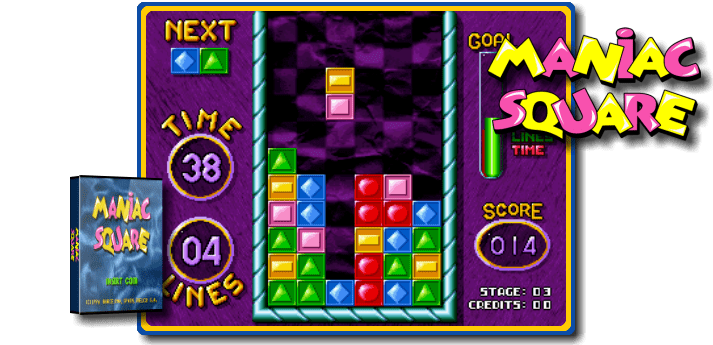 NEXT
TIME
38
04
LINES
GOAL
LINES
TIME
SCORE
014
STAGE: 03
CREDITS: 00
MANIAC
SQUARE
MANIAC
SQUARE
INSERT COIN